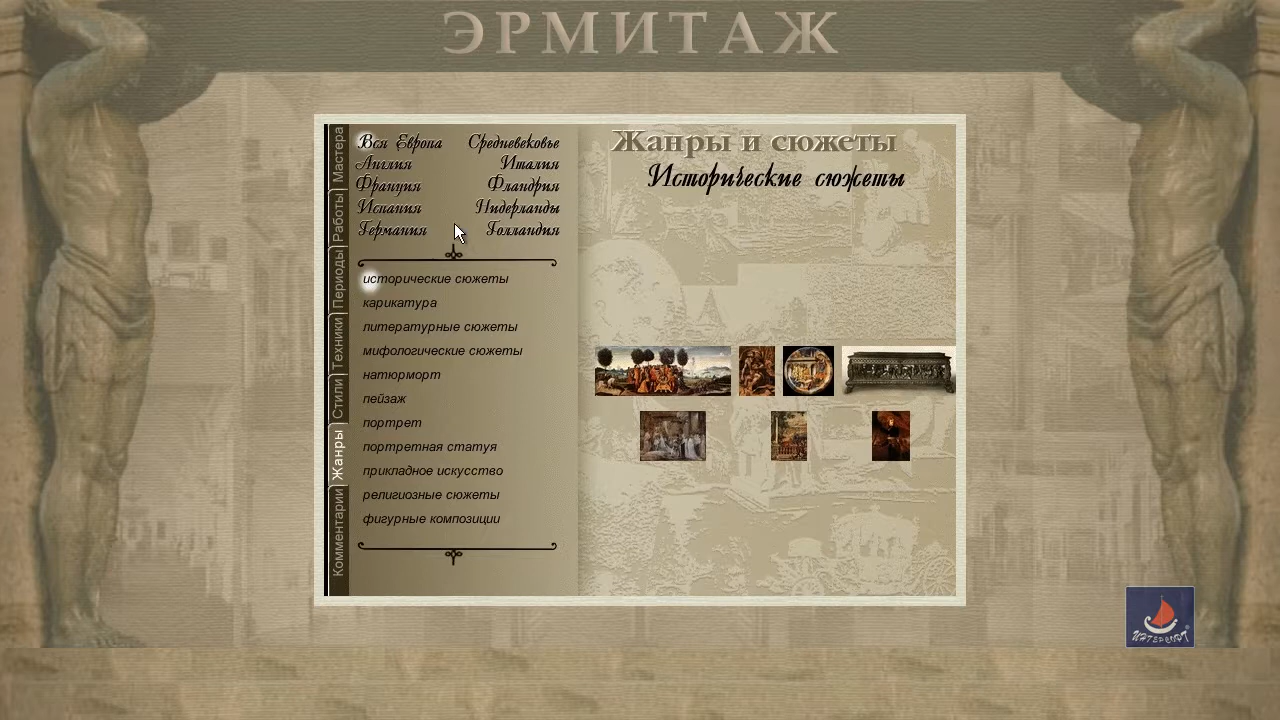 ЭРМИТАЖ
Мастера
Работы
Периоды
Техники
Стили
Жанры
Комментарии
Вся Европа
Средневековье
Англия
Италия
Франция
Фландрия
Испания
Нидерланды
Германия
Голландия
исторические сюжеты
карикатура
литературные сюжеты
мифологические сюжеты
натюрморт
пейзаж
портрет
портретная статуя
прикладное искусство
религиозные сюжеты
фигурные композиции
Жанры и сюжеты
Исторические сюжеты
ИНТЕРСОФТ